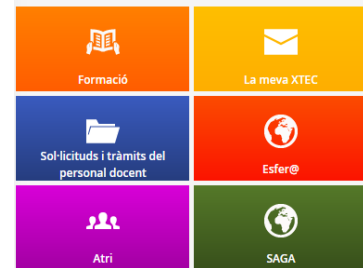 Formació
La meva XTEC
Sol·licituds i tràmits del
personal docent
Esfer@
Atri
SAGA